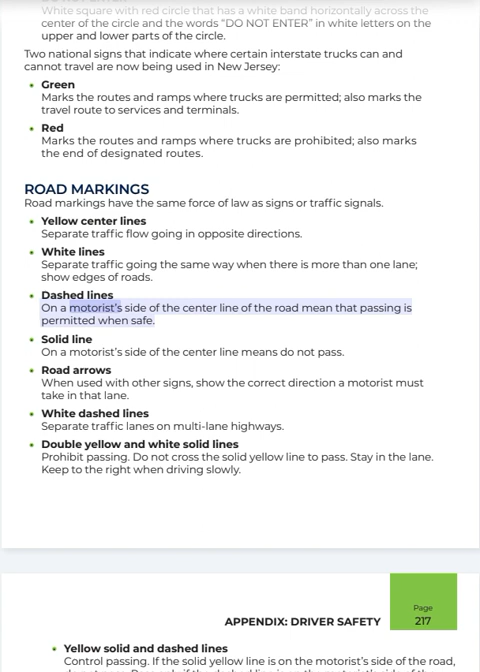 White square with red circle that has a white band horizontally across the
center of the circle and the words “DO NOT ENTER” in white letters on the
upper and lower parts of the circle.
Two national signs that indicate where certain interstate trucks can and
cannot travel are now being used in New Jersey:
• Green
Marks the routes and ramps where trucks are permitted; also marks the
travel route to services and terminals.
• Red
Marks the routes and ramps where trucks are prohibited; also marks
the end of designated routes.
ROAD MARKINGS
Road markings have the same force of law as signs or traffic signals.
• Yellow center lines
Separate traffic flow going in opposite directions.
• White lines
Separate traffic going the same way when there is more than one lane;
show edges of roads.
• Dashed lines
On a motorist’s side of the center line of the road mean that passing is
permitted when safe.
• Solid line
On a motorist’s side of the center line means do not pass.
• Road arrows
When used with other signs, show the correct direction a motorist must
take in that lane.
• White dashed lines
Separate traffic lanes on multi-lane highways.
• Double yellow and white solid lines
Prohibit passing. Do not cross the solid yellow line to pass. Stay in the lane.
Keep to the right when driving slowly.
Page
APPENDIX: DRIVER SAFETY 217
• Yellow solid and dashed lines
Control passing. If the solid yellow line is on the motorist’s side of the road,